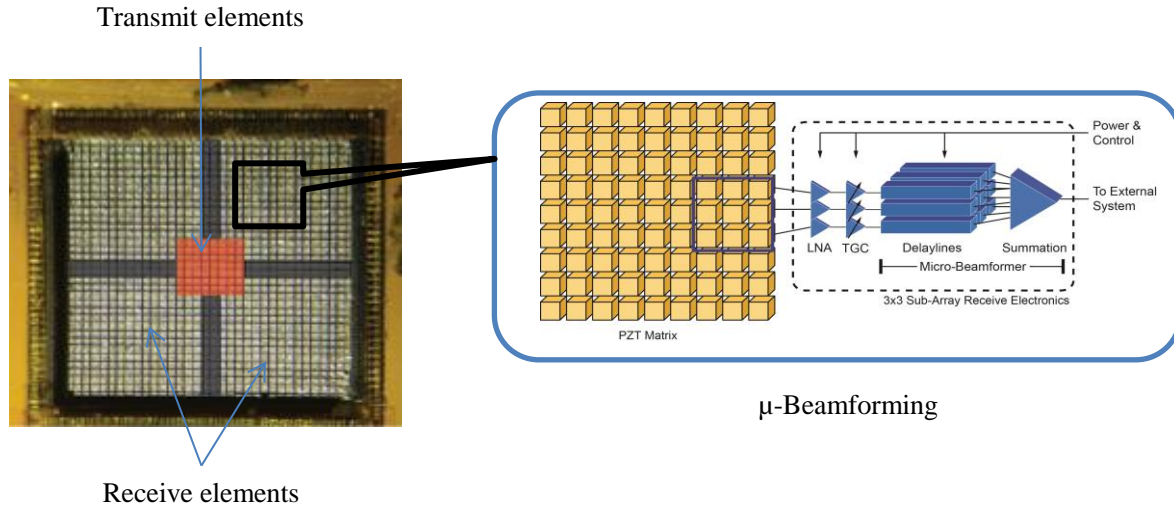 Transmit elements
Power &
Control
To External
System
LNA
TGC
Delaylines
Summation
Micro-Beamformer
3x3 Sub-Array Receive Electronics
PZT Matrix
μ-Beamforming
Receive elements